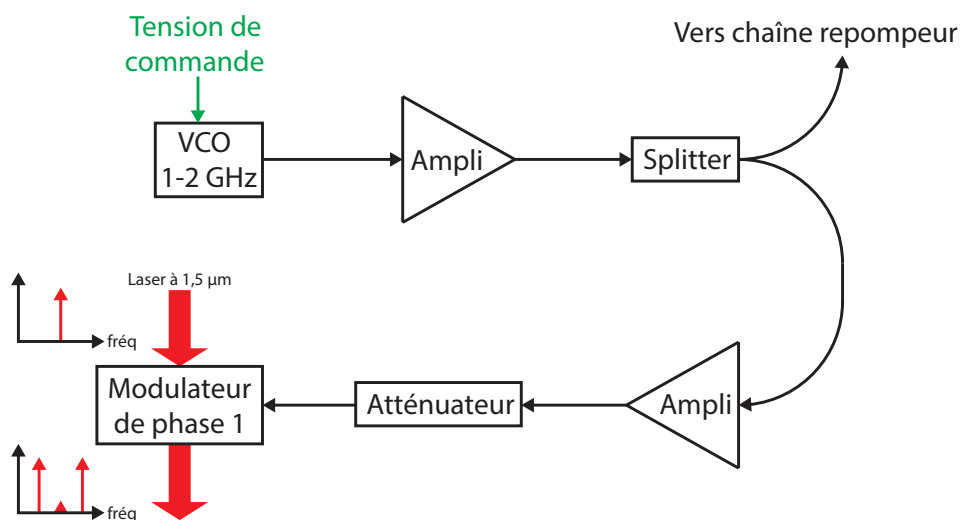 Tension de
commande
Vers chaîne repompeur
VCO
1-2 GHz
Ampli
Splitter
Laser à 1,5 µm
fréq
Modulateur
de phase 1
Atténuateur
Ampli
fréq